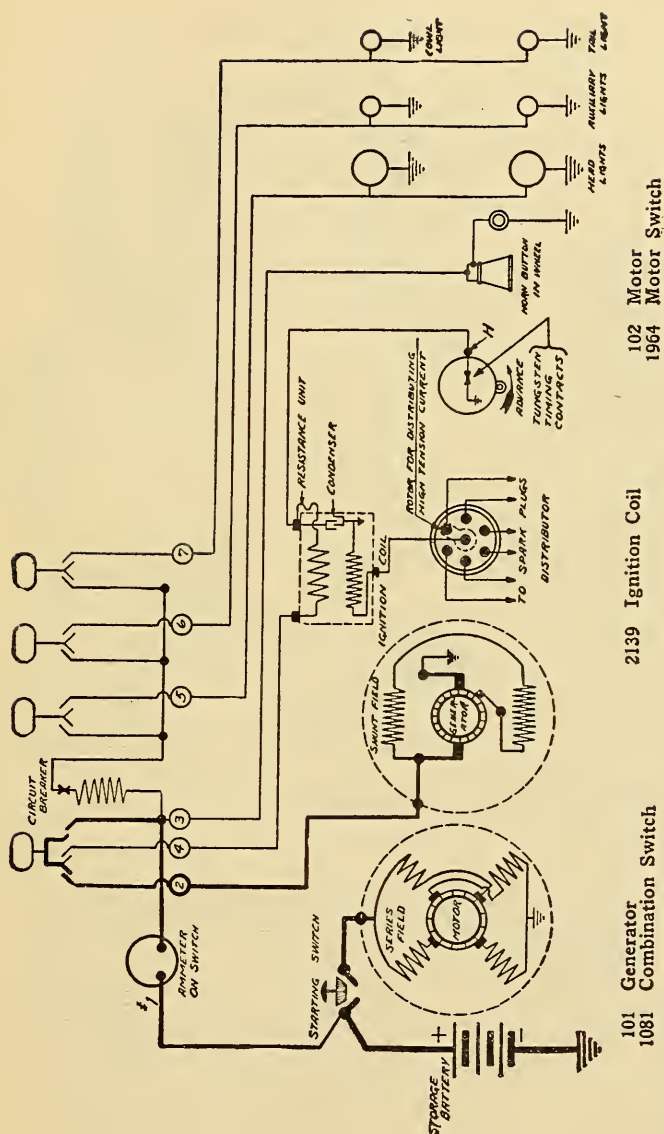 COWL
LIGHT
TAIL
LIGHT
AUXILIARY
LIGHTS
HEAD
LIGHTS
HORN BUTTON
IN WHEEL
H
ADVANCE
TUNGSTEN
TIMING
CONTACTS
RESISTANCE UNIT
CONDENSER
IGNITION COIL
ROTOR FOR DISTRIBUTING
HIGH TENSION CURRENT
TO SPARK PLUGS
DISTRIBUTOR
7
6
5
CIRCUIT
BREAKER
3
4
2
SHUNT FIELD
GENER-
ATOR
AMMETER
ON SWITCH
STARTING SWITCH
SERIES
FIELD
MOTOR
STORAGE
BATTERY
+
-
101 Generator
1081 Combination Switch
2139 Ignition Coil
102 Motor
1964 Motor Switch